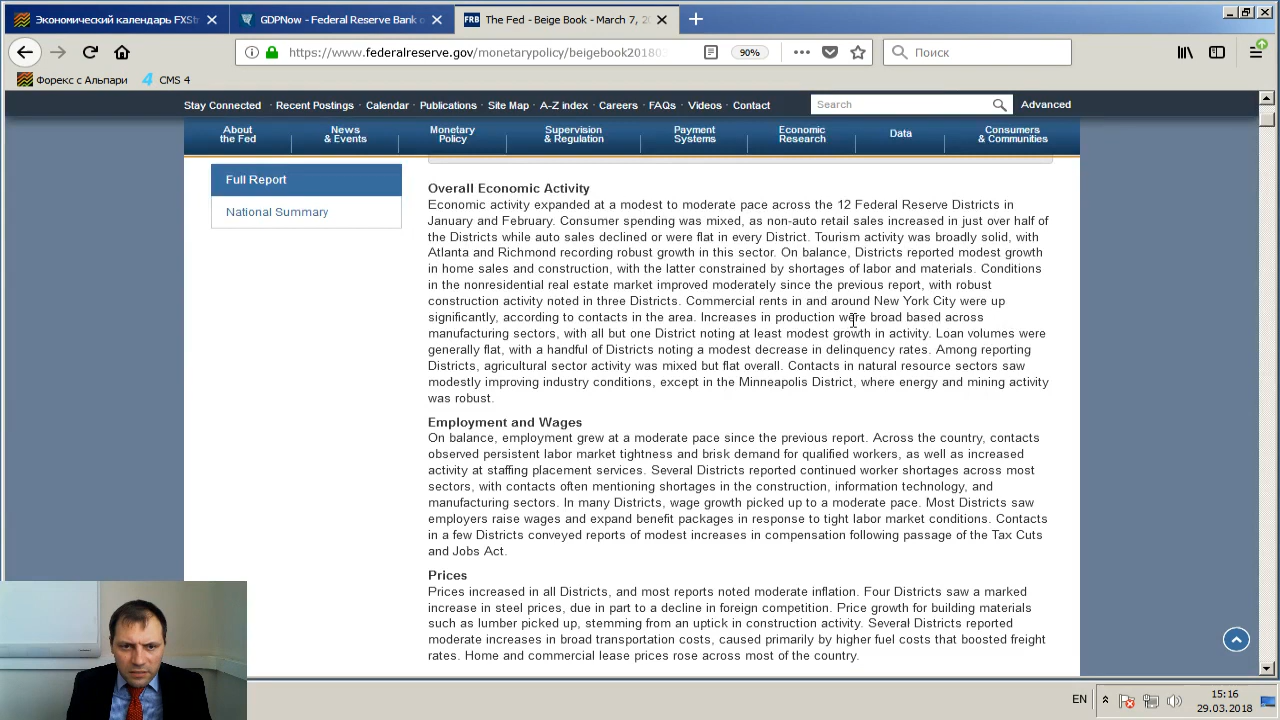 Экономический календарь FXStr
GDPNow - Federal Reserve Bank o
FRB The Fed - Beige Book - March 7, 20
https://www.federalreserve.gov/monetarypolicy/beigebook20180
90%
Поиск
Форекс с Альпари
CMS 4
Stay Connected · Recent Postings · Calendar · Publications · Site Map · A-Z index · Careers · FAQs · Videos · Contact
Search
Advanced
About the Fed
News & Events
Monetary Policy
Supervision & Regulation
Payment Systems
Economic Research
Data
Consumers & Communities
Full Report
National Summary
Overall Economic Activity
Economic activity expanded at a modest to moderate pace across the 12 Federal Reserve Districts in
January and February. Consumer spending was mixed, as non-auto retail sales increased in just over half of
the Districts while auto sales declined or were flat in every District. Tourism activity was broadly solid, with
Atlanta and Richmond recording robust growth in this sector. On balance, Districts reported modest growth
in home sales and construction, with the latter constrained by shortages of labor and materials. Conditions
in the nonresidential real estate market improved moderately since the previous report, with robust
construction activity noted in three Districts. Commercial rents in and around New York City were up
significantly, according to contacts in the area. Increases in production were broad based across
manufacturing sectors, with all but one District noting at least modest growth in activity. Loan volumes were
generally flat, with a handful of Districts noting a modest decrease in delinquency rates. Among reporting
Districts, agricultural sector activity was mixed but flat overall. Contacts in natural resource sectors saw
modestly improving industry conditions, except in the Minneapolis District, where energy and mining activity
was robust.
Employment and Wages
On balance, employment grew at a moderate pace since the previous report. Across the country, contacts
observed persistent labor market tightness and brisk demand for qualified workers, as well as increased
activity at staffing placement services. Several Districts reported continued worker shortages across most
sectors, with contacts often mentioning shortages in the construction, information technology, and
manufacturing sectors. In many Districts, wage growth picked up to a moderate pace. Most Districts saw
employers raise wages and expand benefit packages in response to tight labor market conditions. Contacts
in a few Districts conveyed reports of modest increases in compensation following passage of the Tax Cuts
and Jobs Act.
Prices
Prices increased in all Districts, and most reports noted moderate inflation. Four Districts saw a marked
increase in steel prices, due in part to a decline in foreign competition. Price growth for building materials
such as lumber picked up, stemming from an uptick in construction activity. Several Districts reported
moderate increases in broad transportation costs, caused primarily by higher fuel costs that boosted freight
rates. Home and commercial lease prices rose across most of the country.
EN
15:16
29.03.2018